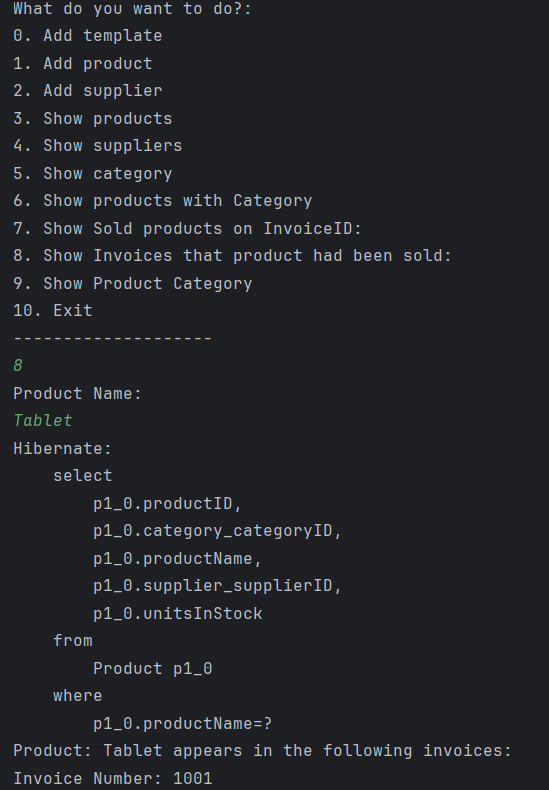 What do you want to do?:
0. Add template
1. Add product
2. Add supplier
3. Show products
4. Show suppliers
5. Show category
6. Show products with Category
7. Show Sold products on InvoiceID:
8. Show Invoices that product had been sold:
9. Show Product Category
10. Exit
--------------------
8
Product Name:
Tablet
Hibernate:
    select
        p1_0.productID,
        p1_0.category_categoryID,
        p1_0.productName,
        p1_0.supplier_supplierID,
        p1_0.unitsInStock
    from
        Product p1_0
    where
        p1_0.productName=?
Product: Tablet appears in the following invoices:
Invoice Number: 1001